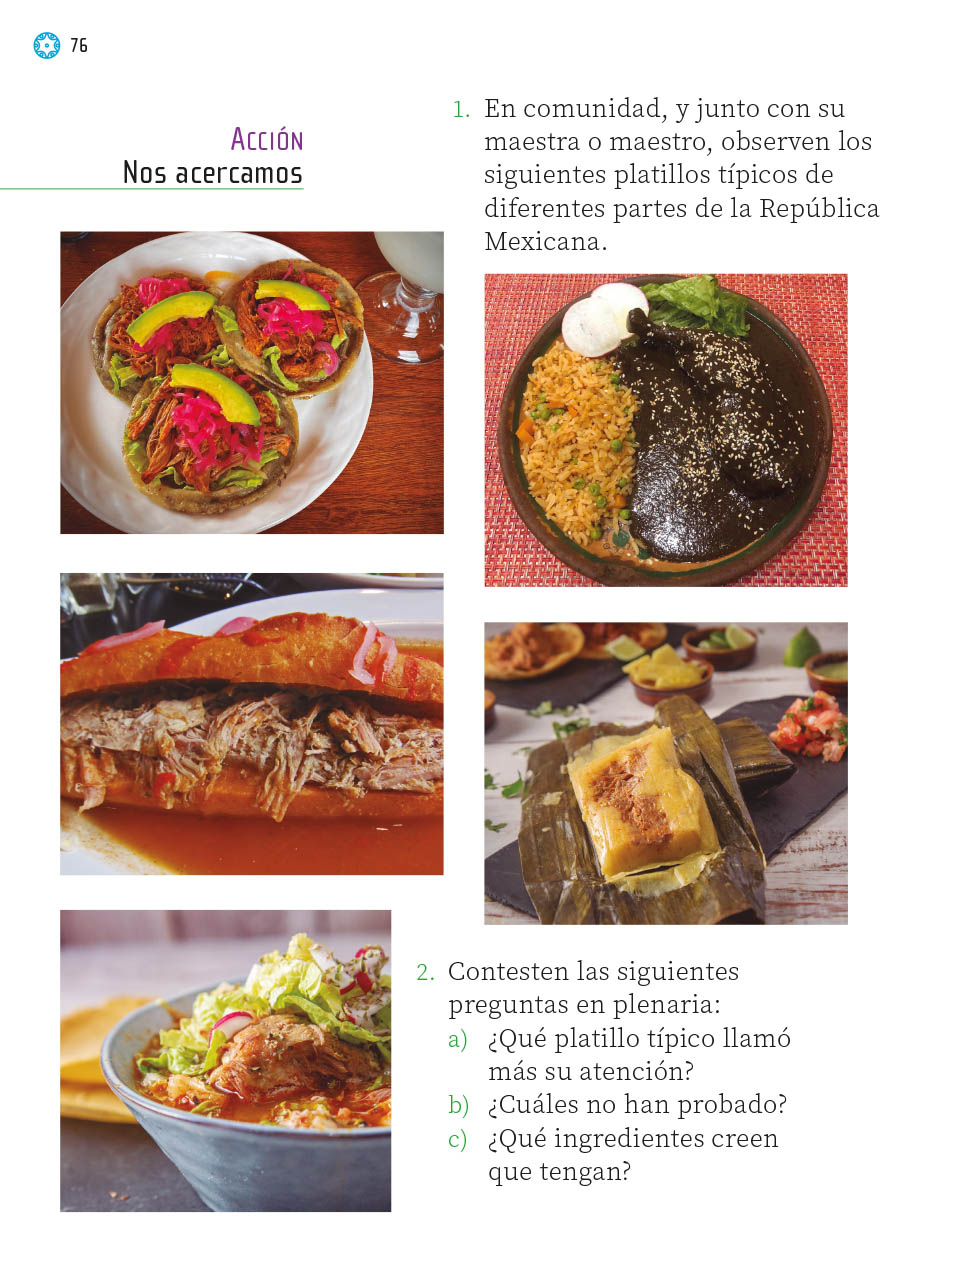 76
Acción
Nos acercamos
1. En comunidad, y junto con su
maestra o maestro, observen los
siguientes platillos típicos de
diferentes partes de la República
Mexicana.
2. Contesten las siguientes
preguntas en plenaria:
a) ¿Qué platillo típico llamó
más su atención?
b) ¿Cuáles no han probado?
c) ¿Qué ingredientes creen
que tengan?